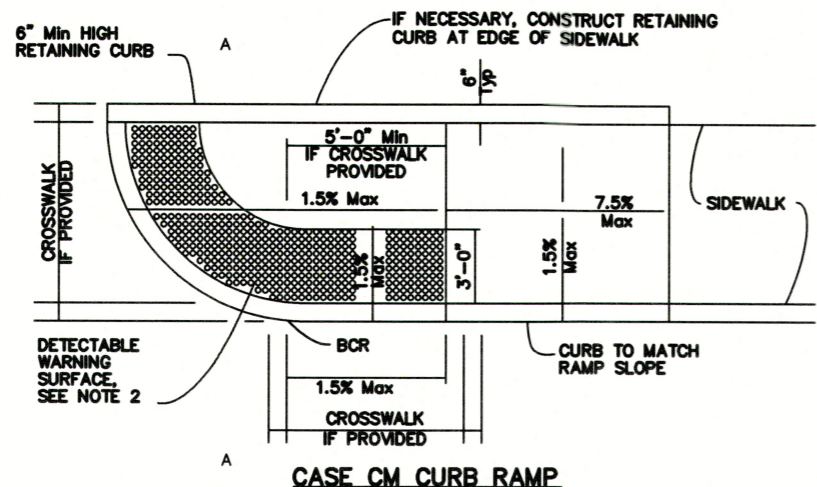 6" Min HIGH
RETAINING CURB
A
IF NECESSARY, CONSTRUCT RETAINING
CURB AT EDGE OF SIDEWALK
6"
Typ
5'-0" Min
IF CROSSWALK
PROVIDED
1.5% Max
7.5%
Max
SIDEWALK
CROSSWALK
IF PROVIDED
1.5%
Max
3'-0"
1.5%
Max
DETECTABLE
WARNING
SURFACE,
SEE NOTE 2
BCR
CURB TO MATCH
RAMP SLOPE
1.5% Max
CROSSWALK
IF PROVIDED
A
CASE CM CURB RAMP